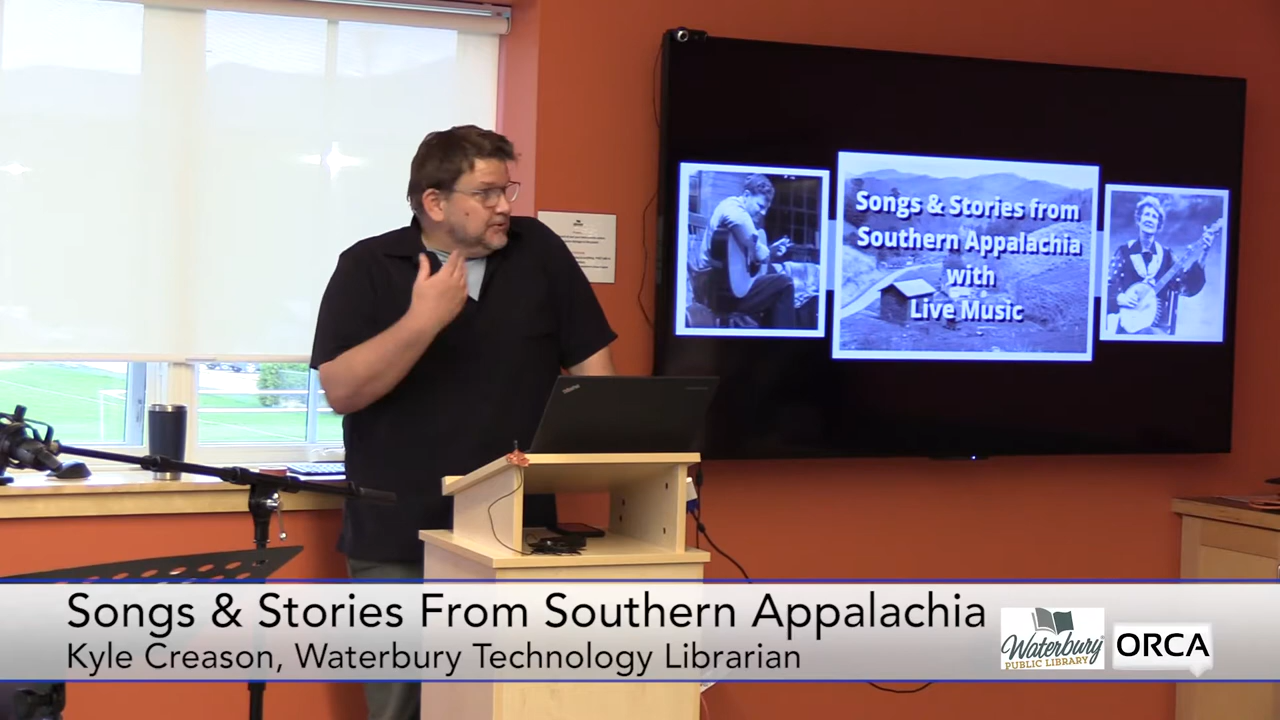 Songs & Stories from
Southern Appalachia
with
Live Music
ThinkPad
Songs & Stories From Southern Appalachia
Kyle Creason, Waterbury Technology Librarian
Waterbury
PUBLIC LIBRARY
ORCA